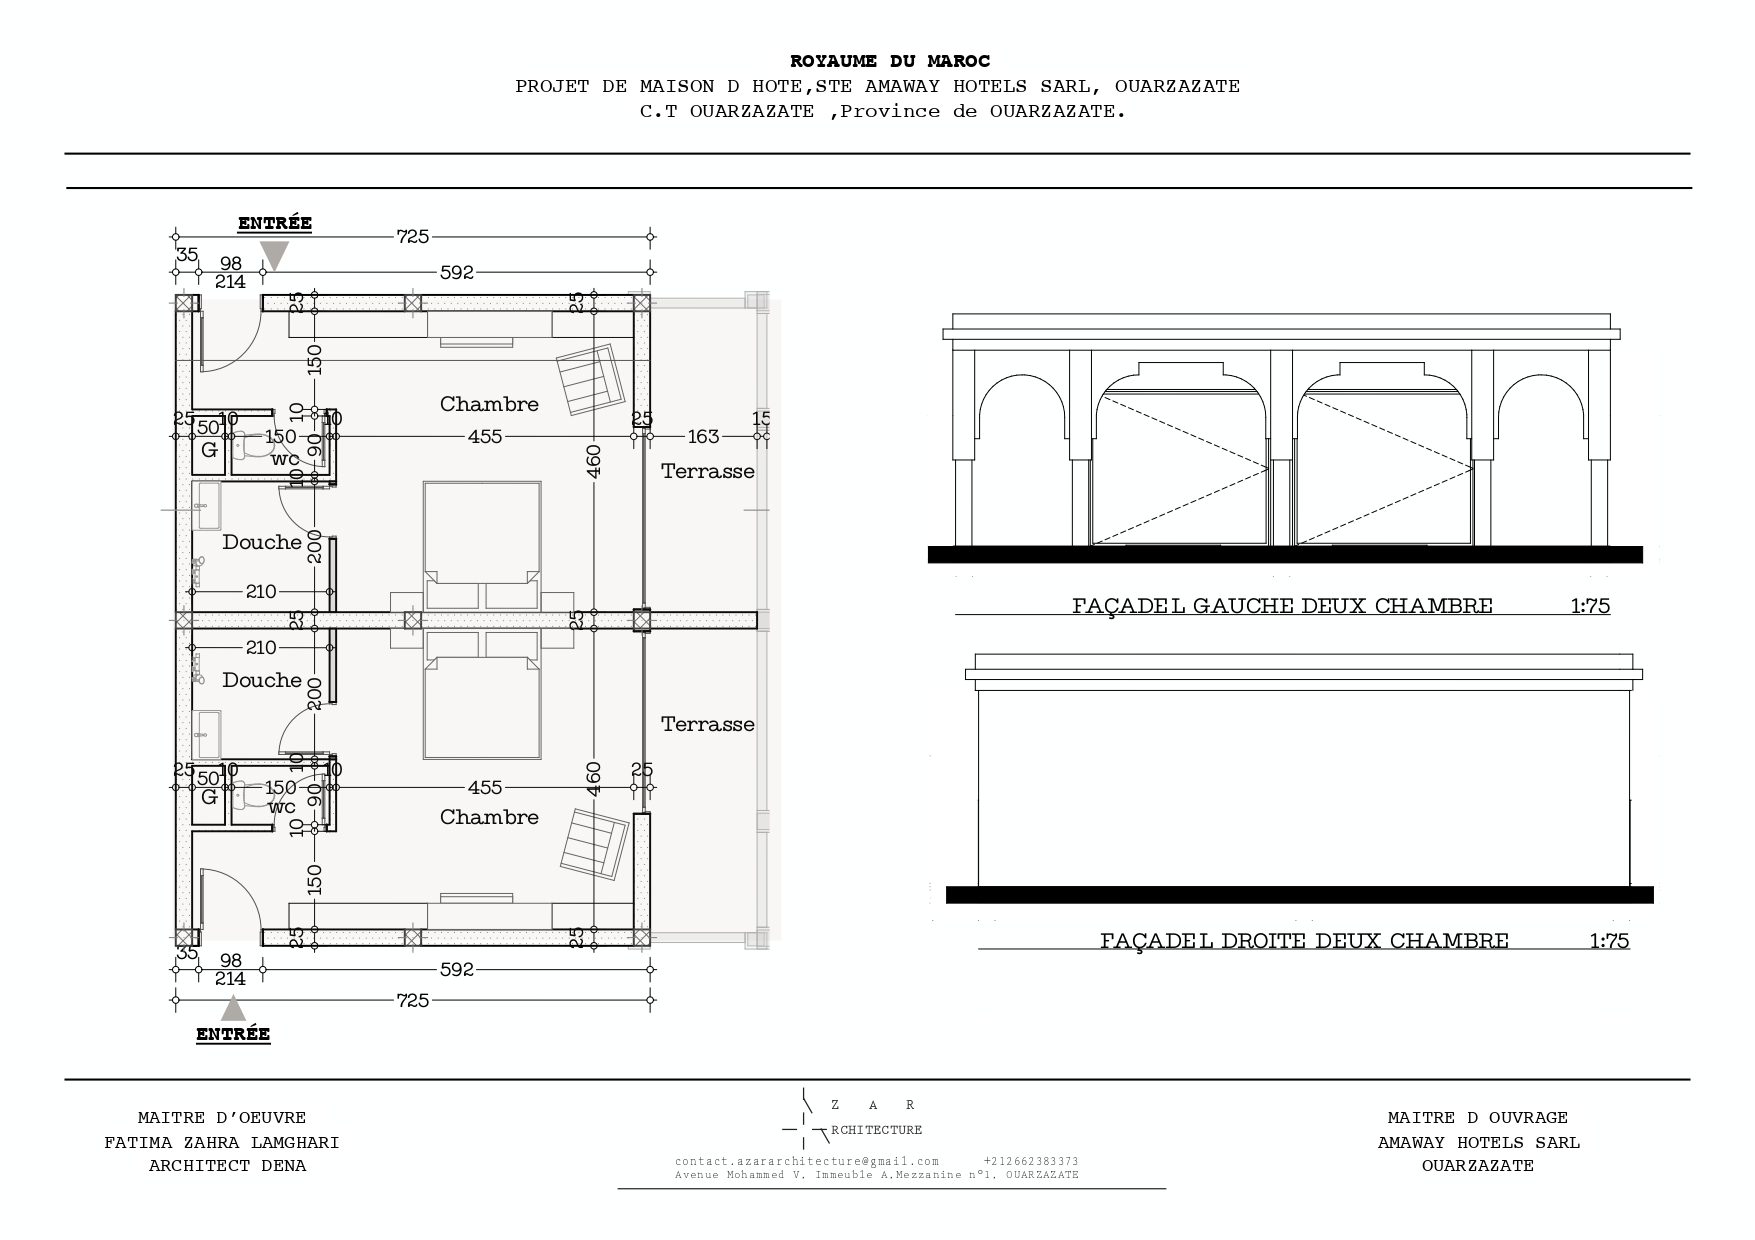 ROYAUME DU MAROC
PROJET DE MAISON D HOTE,STE AMAWAY HOTELS SARL, OUARZAZATE
C.T OUARZAZATE ,Province de OUARZAZATE.
ENTRÉE
725
35
98
214
592
25
25
150
Chambre
25
50
10
150
10
10
90
455
25
163
15
G
wc
10
460
Terrasse
Douche
200
210
25
25
210
Douche
200
Terrasse
10
25
50
10
150
10
90
455
460
25
G
wc
10
Chambre
150
25
25
35
98
214
592
725
ENTRÉE
FAÇADEL GAUCHE DEUX CHAMBRE 1:75
FAÇADEL DROITE DEUX CHAMBRE 1:75
MAITRE D'OEUVRE
FATIMA ZAHRA LAMGHARI
ARCHITECT DENA
Z A R
RCHITECTURE
contact.azararchitecture@gmail.com +212662383373
Avenue Mohammed V, Immeuble A,Mezzanine n°1, OUARZAZATE
MAITRE D OUVRAGE
AMAWAY HOTELS SARL
OUARZAZATE